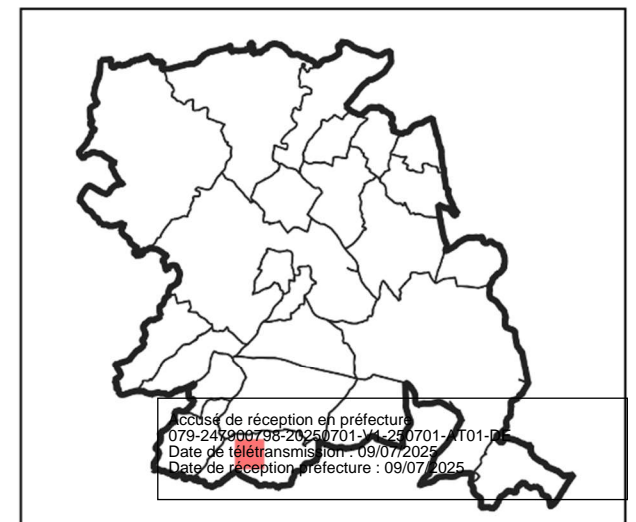 Accusé de réception en préfecture
079-247900798-20250701-V1-250701-AT01-DE
Date de télétransmission : 09/07/2025
Date de réception préfecture : 09/07/2025